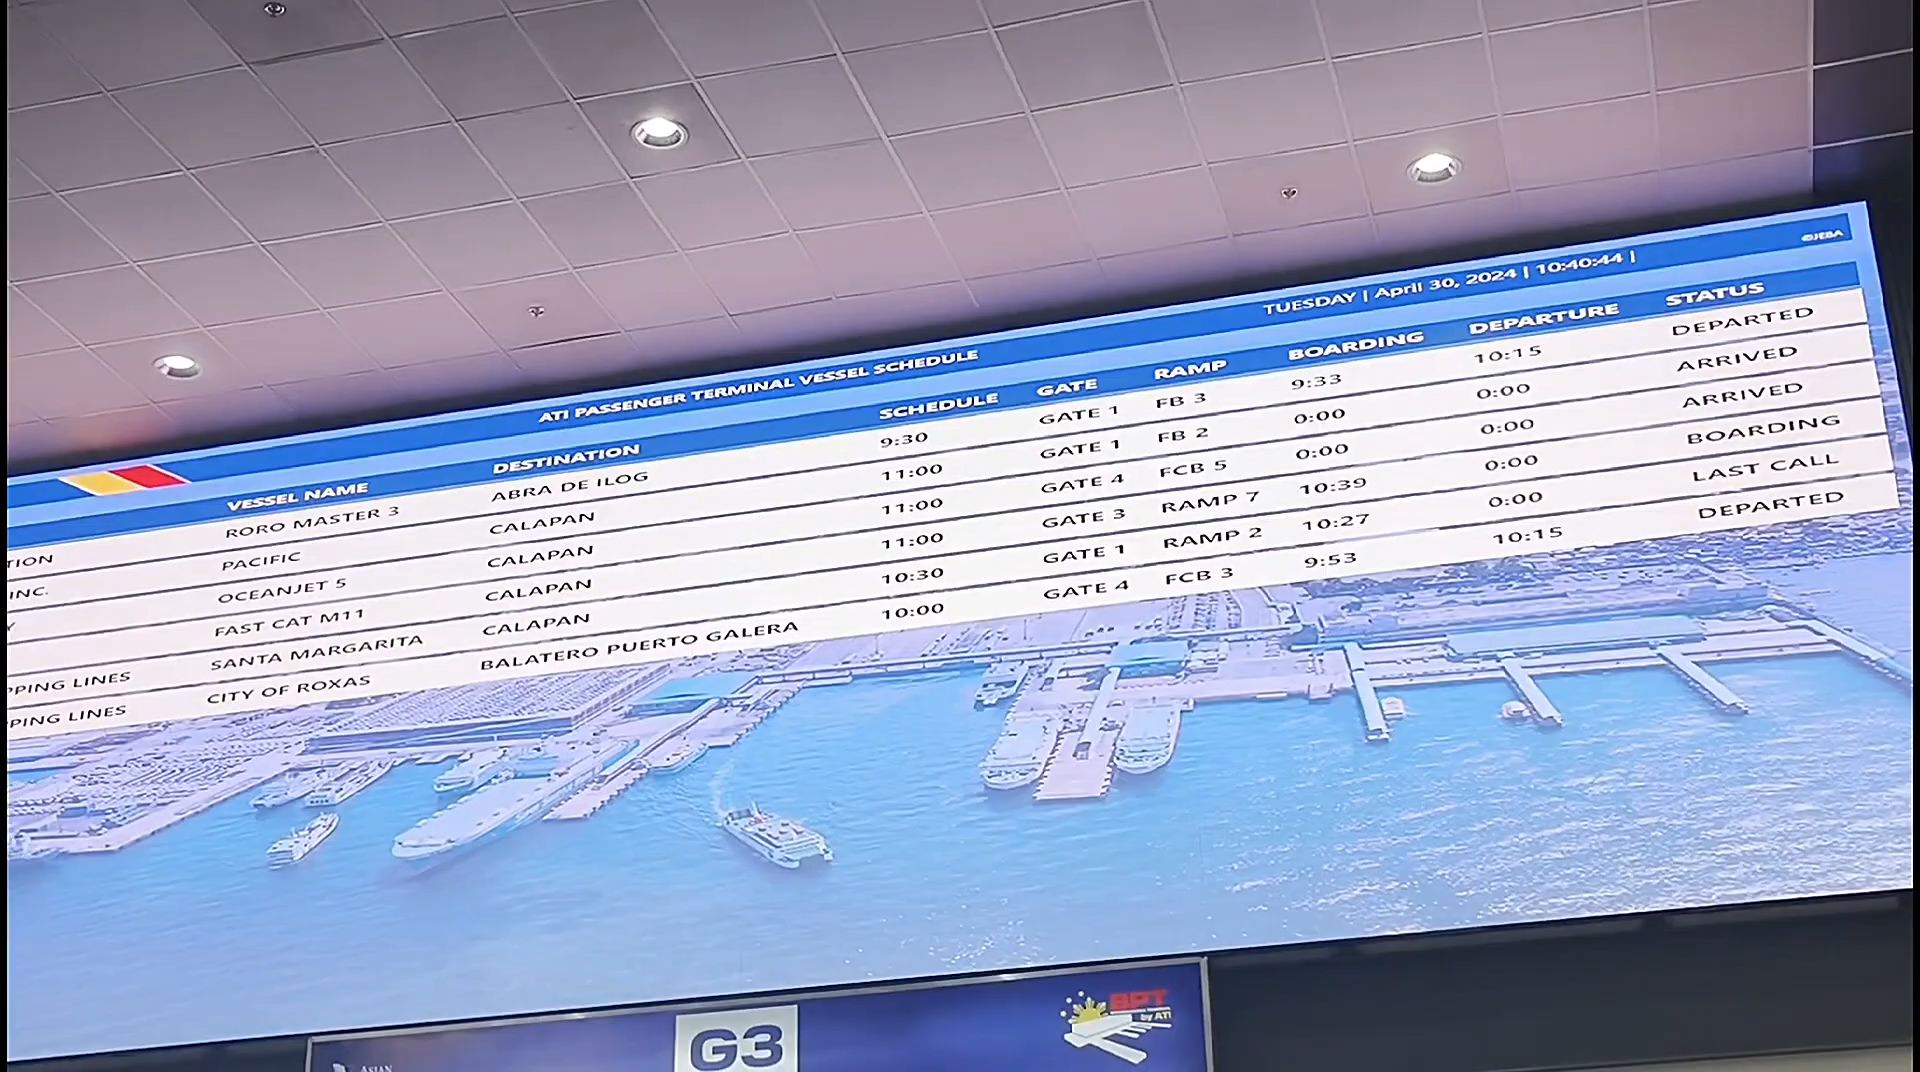 ©JEBA
TUESDAY | April 30, 2024 | 10:40:44 |
ATI PASSENGER TERMINAL VESSEL SCHEDULE
VESSEL NAME DESTINATION SCHEDULE GATE RAMP BOARDING DEPARTURE STATUS
TION RORO MASTER 3 ABRA DE ILOG 9:30 GATE 1 FB 3 9:33 10:15 DEPARTED
INC. PACIFIC CALAPAN 11:00 GATE 1 FB 2 0:00 0:00 ARRIVED
Y OCEANJET 5 CALAPAN 11:00 GATE 4 FCB 5 0:00 0:00 ARRIVED
FAST CAT M11 CALAPAN 11:00 GATE 3 RAMP 7 10:39 0:00 BOARDING
PPING LINES SANTA MARGARITA CALAPAN 10:30 GATE 1 RAMP 2 10:27 0:00 LAST CALL
PPING LINES CITY OF ROXAS BALATERO PUERTO GALERA 10:00 GATE 4 FCB 3 9:53 10:15 DEPARTED
BPT
by ATI
G3
ASIAN